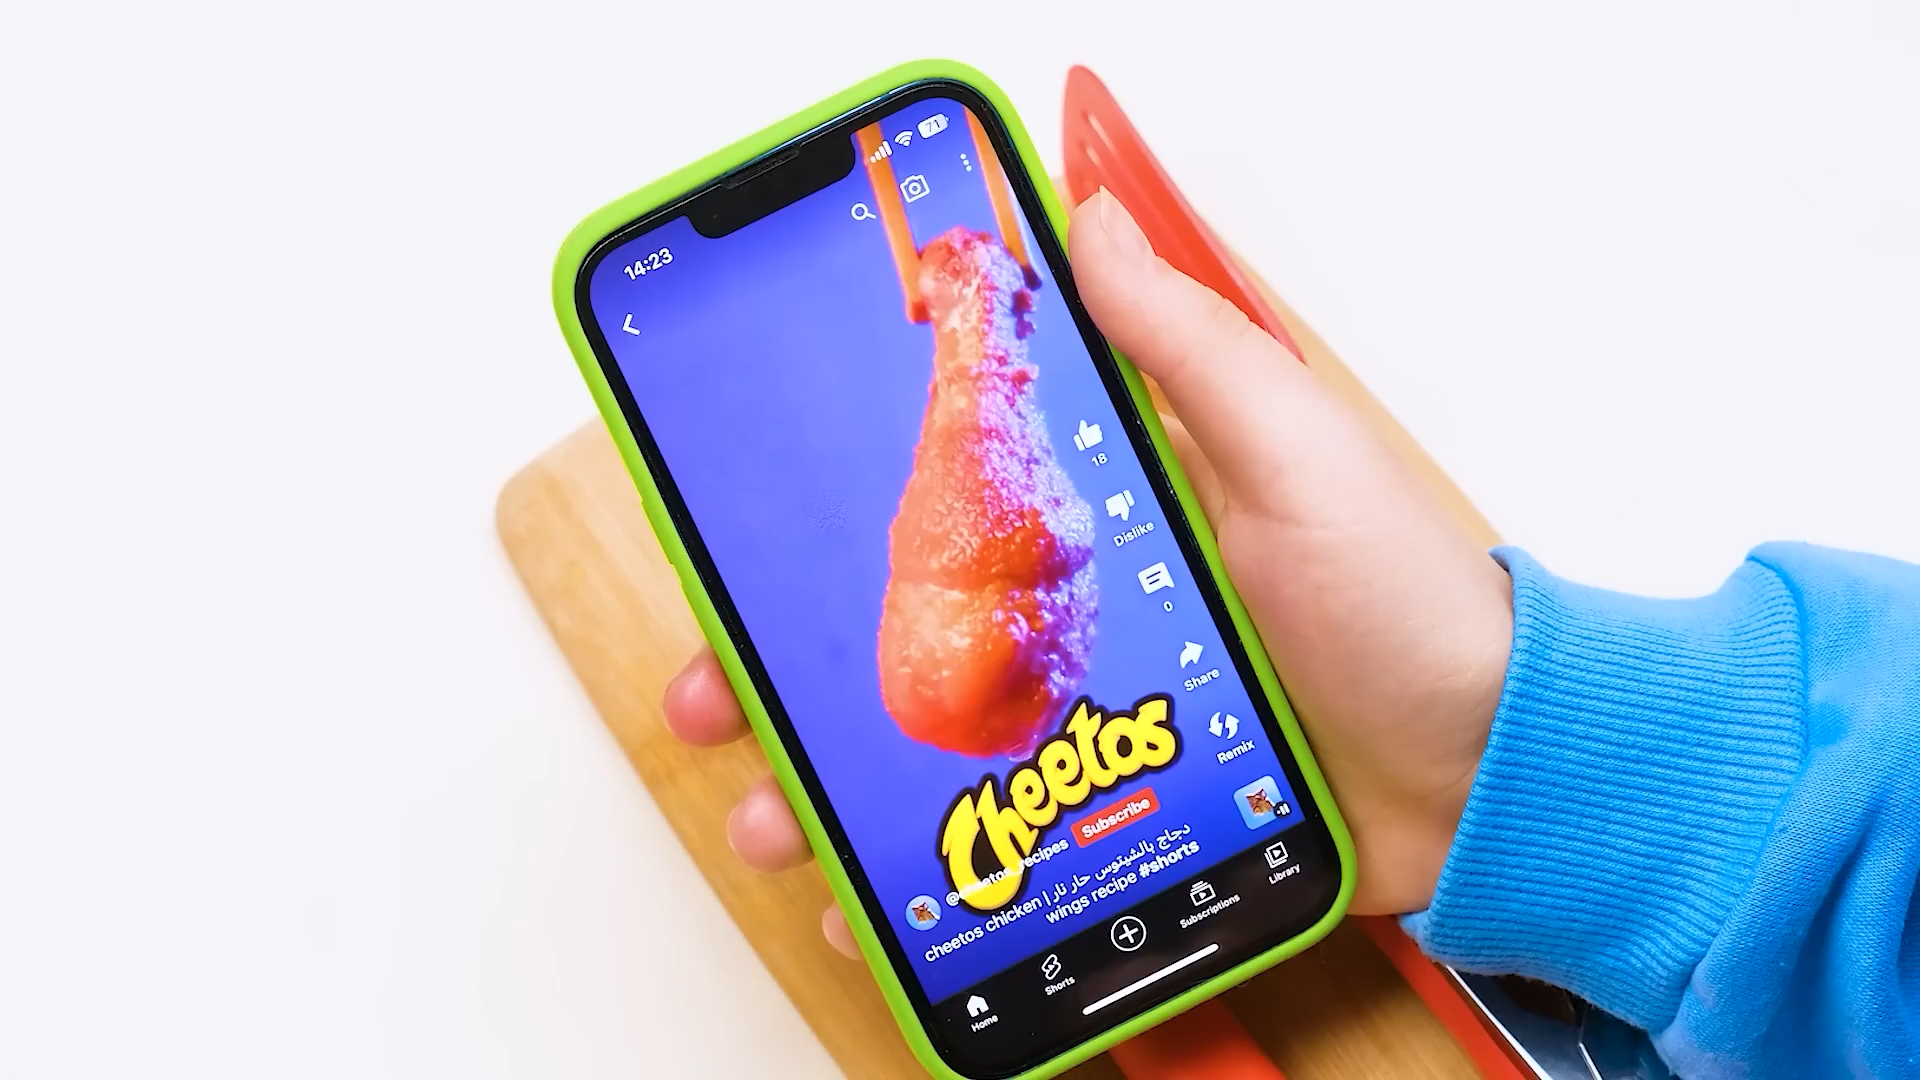 71
14:23
18
Dislike
0
Share
Remix
Cheetos
Subscribe
دجاج بالشيتوس حار نار | cheetos chicken
wings recipe #shorts
Home
Shorts
Subscriptions
Library